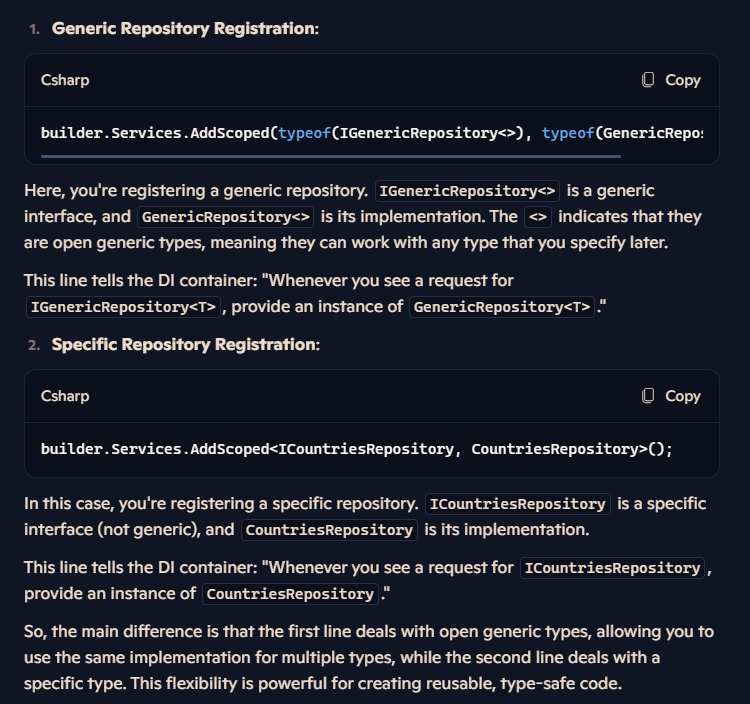 1. Generic Repository Registration:
Csharp
Copy
builder.Services.AddScoped(typeof(IGenericRepository<>), typeof(GenericRepos
Here, you're registering a generic repository. IGenericRepository<> is a generic
interface, and GenericRepository<> is its implementation. The <> indicates that they
are open generic types, meaning they can work with any type that you specify later.
This line tells the DI container: "Whenever you see a request for
IGenericRepository<T>, provide an instance of GenericRepository<T>."
2. Specific Repository Registration:
Csharp
Copy
builder.Services.AddScoped<ICountriesRepository, CountriesRepository>();
In this case, you're registering a specific repository. ICountriesRepository is a specific
interface (not generic), and CountriesRepository is its implementation.
This line tells the DI container: "Whenever you see a request for ICountriesRepository,
provide an instance of CountriesRepository."
So, the main difference is that the first line deals with open generic types, allowing you to
use the same implementation for multiple types, while the second line deals with a
specific type. This flexibility is powerful for creating reusable, type-safe code.